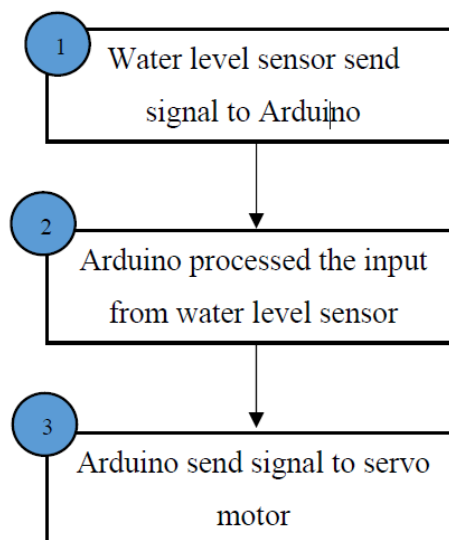 1
Water level sensor send
signal to Arduino
2
Arduino processed the input
from water level sensor
3
Arduino send signal to servo
motor